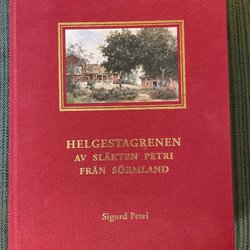 HELGESTAGRENEN
AV SLÄKTEN PETRI
FRÅN SÖRMLAND
Sigurd Petri